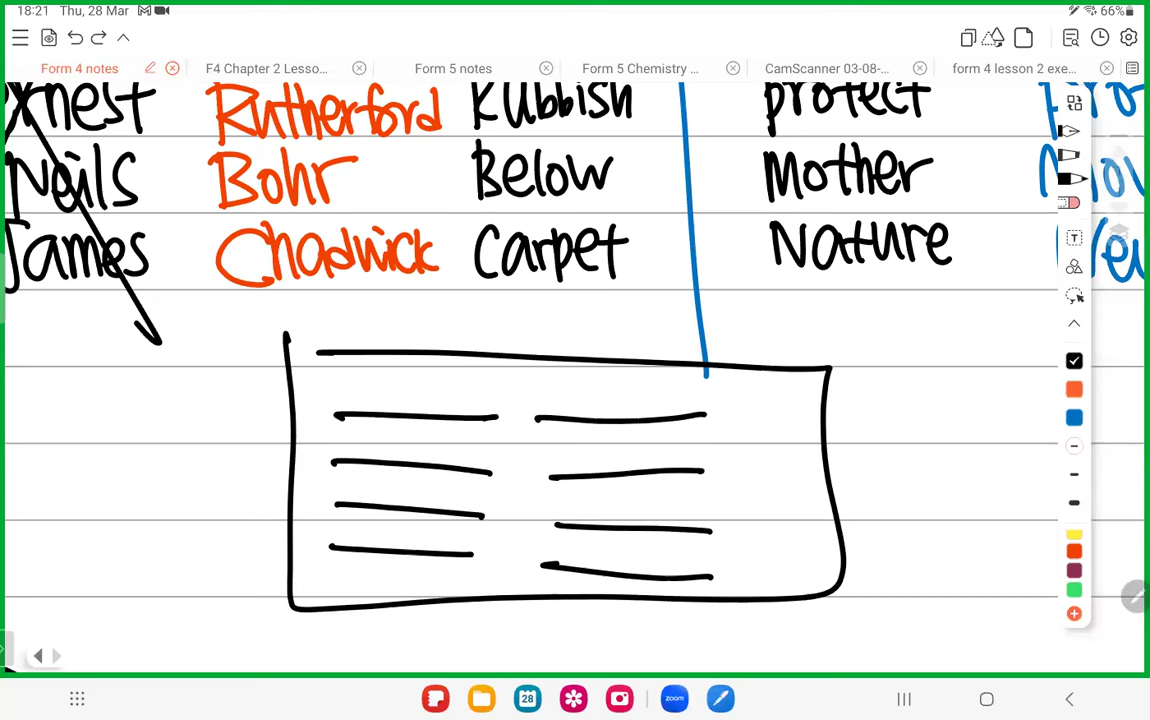 18:21 Thu, 28 Mar 66%
Form 4 notes F4 Chapter 2 Lesso... Form 5 notes Form 5 Chemistry ... CamScanner 03-08-... form 4 lesson 2 exe...
Rutherford Rubbish protect
Neils Bohr Below Mother
James Chadwick Carpet Nature
T
28 zoom